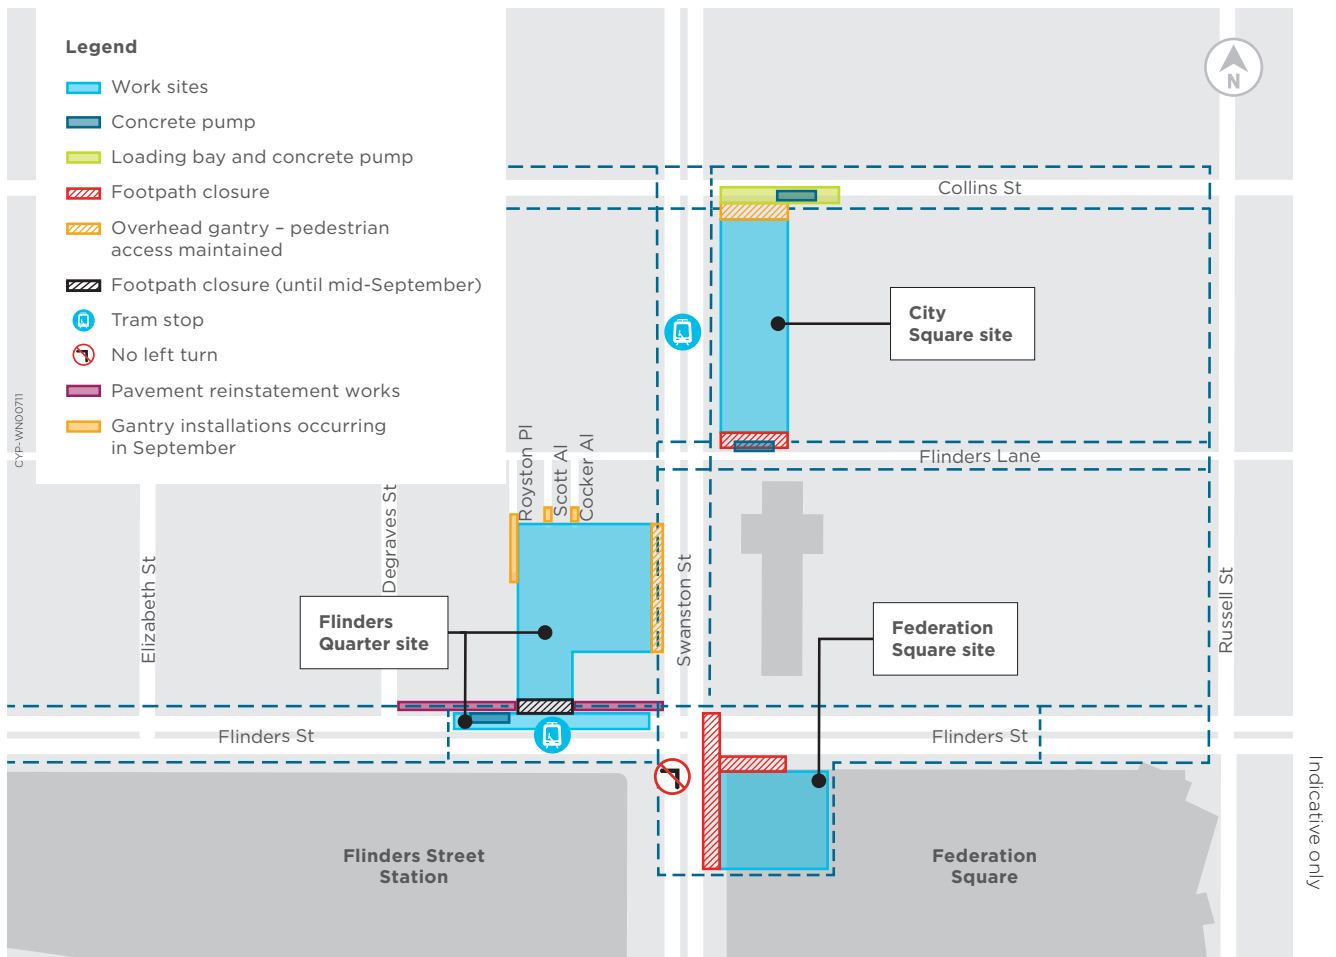 Legend
Work sites
Concrete pump
Loading bay and concrete pump
Footpath closure
Overhead gantry – pedestrian
access maintained
Footpath closure (until mid-September)
Tram stop
No left turn
Pavement reinstatement works
Gantry installations occurring
in September
CYP-WN00711
N
Collins St
City
Square site
Flinders Lane
Royston Pl
Scott Al
Cocker Al
Degraves St
Elizabeth St
Swanston St
Russell St
Flinders
Quarter site
Federation
Square site
Flinders St
Flinders St
Flinders Street
Station
Federation
Square
Indicative only